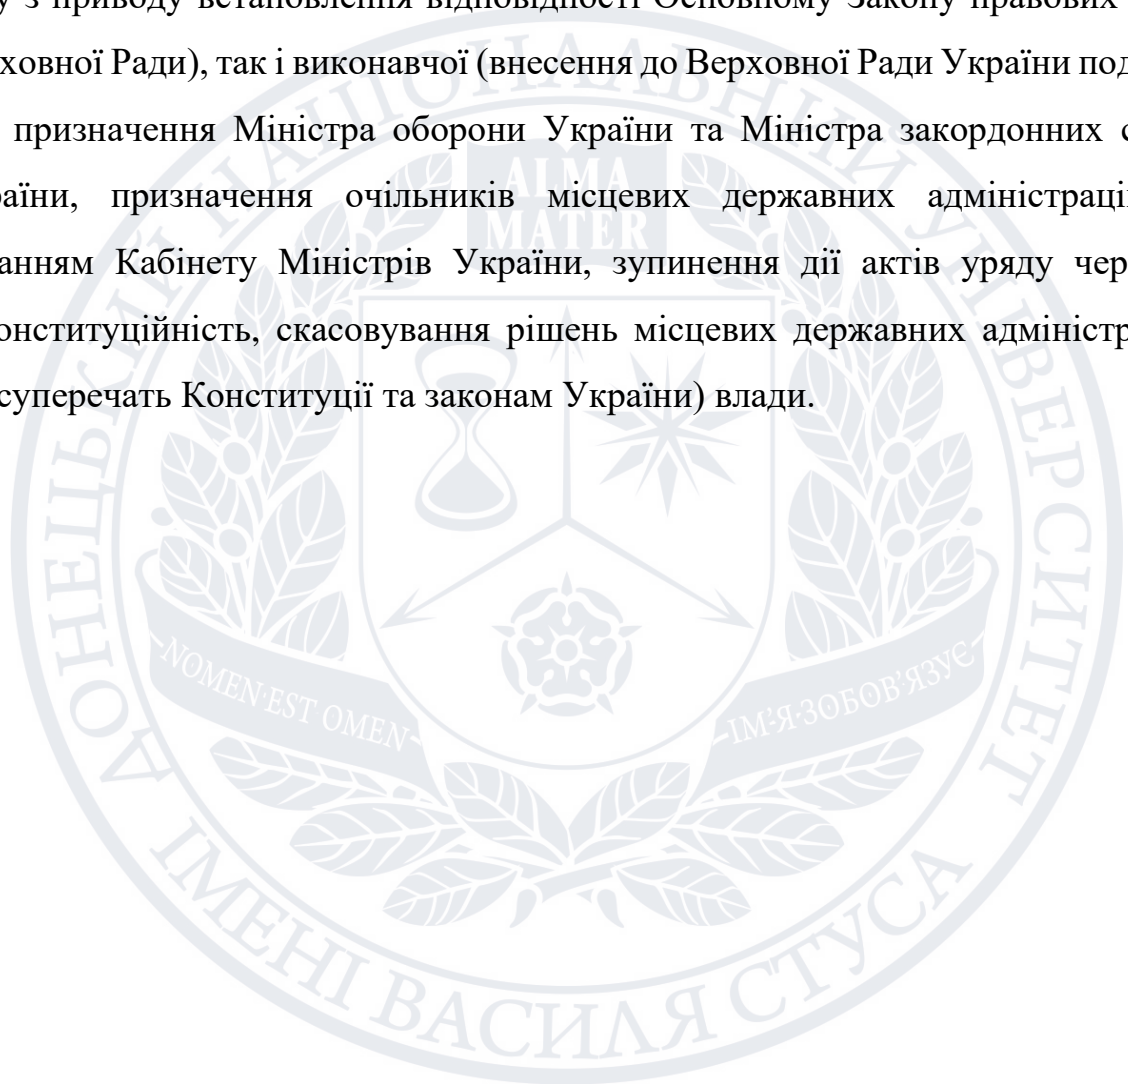 у з приводу встановлення відповідності Основному Закону правових
ховної Ради), так і виконавчої (внесення до Верховної Ради України под
призначення Міністра оборони України та Міністра закордонних с
раїни, призначення очільників місцевих державних адміністрацій
анням Кабінету Міністрів України, зупинення дії актів уряду чер
онституційність, скасовування рішень місцевих державних адміністр
суперечать Конституції та законам України) влади.
ДОНЕЦЬКИЙ НАЦІОНАЛЬНИЙ УНІВЕРСИТЕТ
ALMA
MATER
NOMEN·EST OMEN
ІМ'Я·ЗОБОВ'ЯЗУЄ
ІМЕНІ ВАСИЛЯ СТУСА